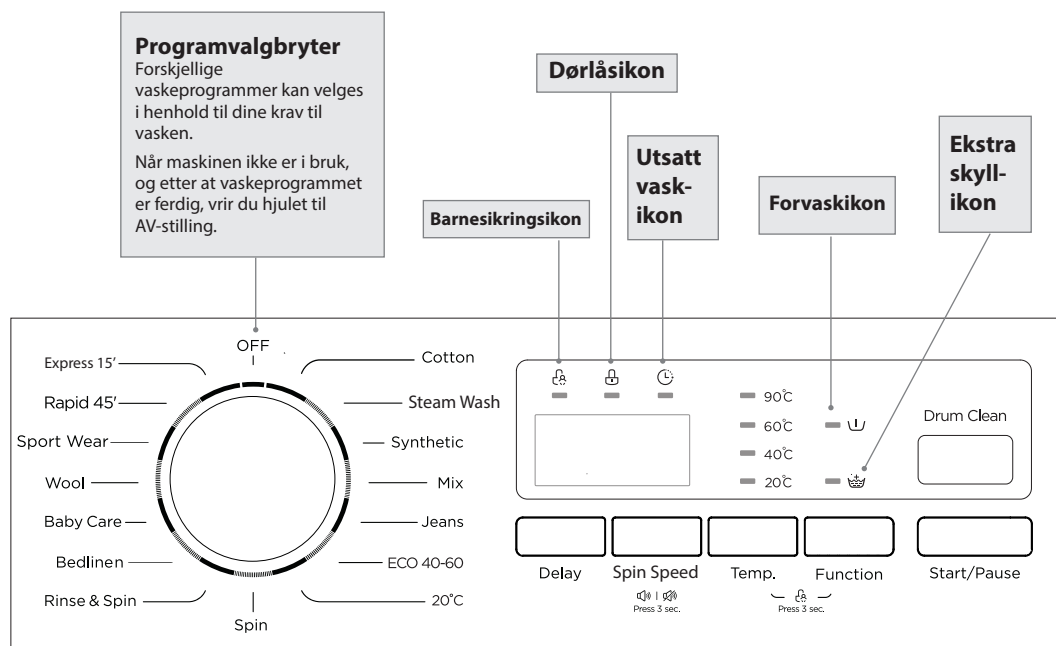 Programvalgbryter
Forskjellige
vaskeprogrammer kan velges
i henhold til dine krav til
vasken.
Når maskinen ikke er i bruk,
og etter at vaskeprogrammet
er ferdig, vrir du hjulet til
AV-stilling.
Dørlåsikon
Barnesikringsikon
Utsatt
vask-
ikon
Forvaskikon
Ekstra
skyll-
ikon
OFF
Express 15'
Rapid 45'
Sport Wear
Wool
Baby Care
Bedlinen
Rinse & Spin
Spin
Cotton
Steam Wash
Synthetic
Mix
Jeans
ECO 40-60
20°C
90°C
60°C
40°C
20°C
Drum Clean
Delay
Spin Speed
Press 3 sec.
Temp.
Function
Press 3 sec.
Start/Pause